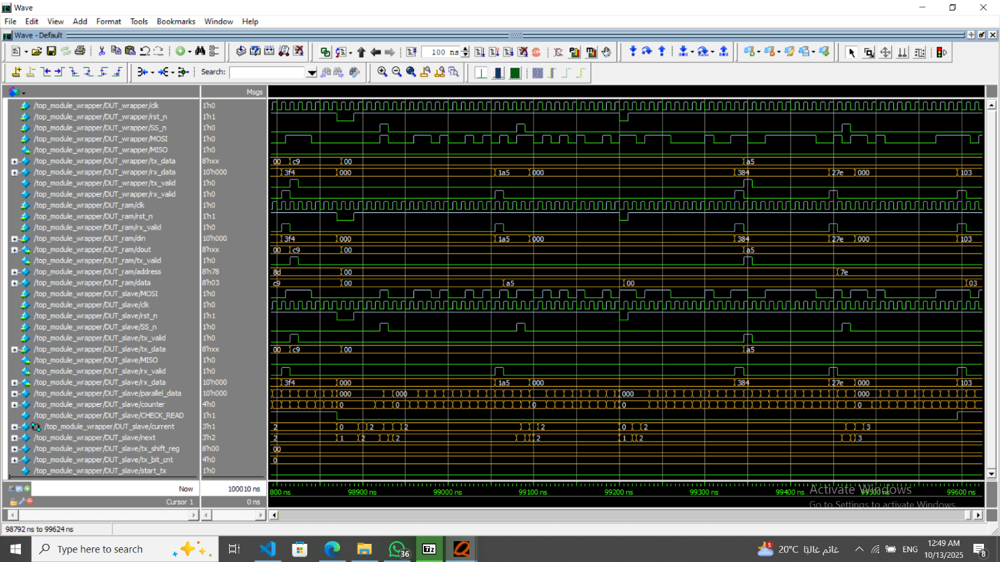 Wave
File Edit View Add Format Tools Bookmarks Window Help
Wave - Default
100 ns
Search:
Msgs
/top_module_wrapper/DUT_wrapper/clk 1'h0
/top_module_wrapper/DUT_wrapper/rst_n 1'h1
/top_module_wrapper/DUT_wrapper/SS_n 1'h0
/top_module_wrapper/DUT_wrapper/MOSI 1'h0
/top_module_wrapper/DUT_wrapper/MISO 1'h0
/top_module_wrapper/DUT_wrapper/tx_data 8'hxx 00 c9 00 a5
/top_module_wrapper/DUT_wrapper/rx_data 10'h000 3f4 000 1a5 000 384 27e 000 103
/top_module_wrapper/DUT_wrapper/tx_valid 1'h0
/top_module_wrapper/DUT_wrapper/rx_valid 1'h0
/top_module_wrapper/DUT_ram/clk 1'h0
/top_module_wrapper/DUT_ram/rst_n 1'h1
/top_module_wrapper/DUT_ram/rx_valid 1'h0
/top_module_wrapper/DUT_ram/din 10'h000 3f4 000 1a5 000 384 27e 000 103
/top_module_wrapper/DUT_ram/dout 8'hxx 00 c9 00 a5
/top_module_wrapper/DUT_ram/tx_valid 1'h0
/top_module_wrapper/DUT_ram/address 8'h78 8d 00 7e
/top_module_wrapper/DUT_ram/data 8'h03 c9 00 a5 00 03
/top_module_wrapper/DUT_slave/MOSI 1'h0
/top_module_wrapper/DUT_slave/clk 1'h0
/top_module_wrapper/DUT_slave/rst_n 1'h1
/top_module_wrapper/DUT_slave/SS_n 1'h0
/top_module_wrapper/DUT_slave/tx_valid 1'h0
/top_module_wrapper/DUT_slave/tx_data 8'hxx 00 c9 00 a5
/top_module_wrapper/DUT_slave/MISO 1'h0
/top_module_wrapper/DUT_slave/rx_valid 1'h0
/top_module_wrapper/DUT_slave/rx_data 10'h000 3f4 000 1a5 000 384 27e 000 103
/top_module_wrapper/DUT_slave/parallel_data 10'h000 000 000 000 000
/top_module_wrapper/DUT_slave/counter 4'h0 0 0 0 0 0
/top_module_wrapper/DUT_slave/CHECK_READ 1'h1
/top_module_wrapper/DUT_slave/current 3'h1 2 0 2 2 2 0 2 3
/top_module_wrapper/DUT_slave/next 3'h2 2 1 2 2 2 1 2 3
/top_module_wrapper/DUT_slave/tx_shift_reg 8'h00 00
/top_module_wrapper/DUT_slave/tx_bit_cnt 4'h0 0
/top_module_wrapper/DUT_slave/start_tx 1'h0
Now 100010 ns
800 ns 98900 ns 99000 ns 99100 ns 99200 ns 99300 ns 99400 ns 99500 ns 99600 ns
Cursor 1 0 ns
Activate Windows
Go to Settings to activate Windows.
98792 ns to 99624 ns
Type here to search
36
Tz
5
20°C غائم غالبًا
ENG
12:49 AM
10/13/2025
8